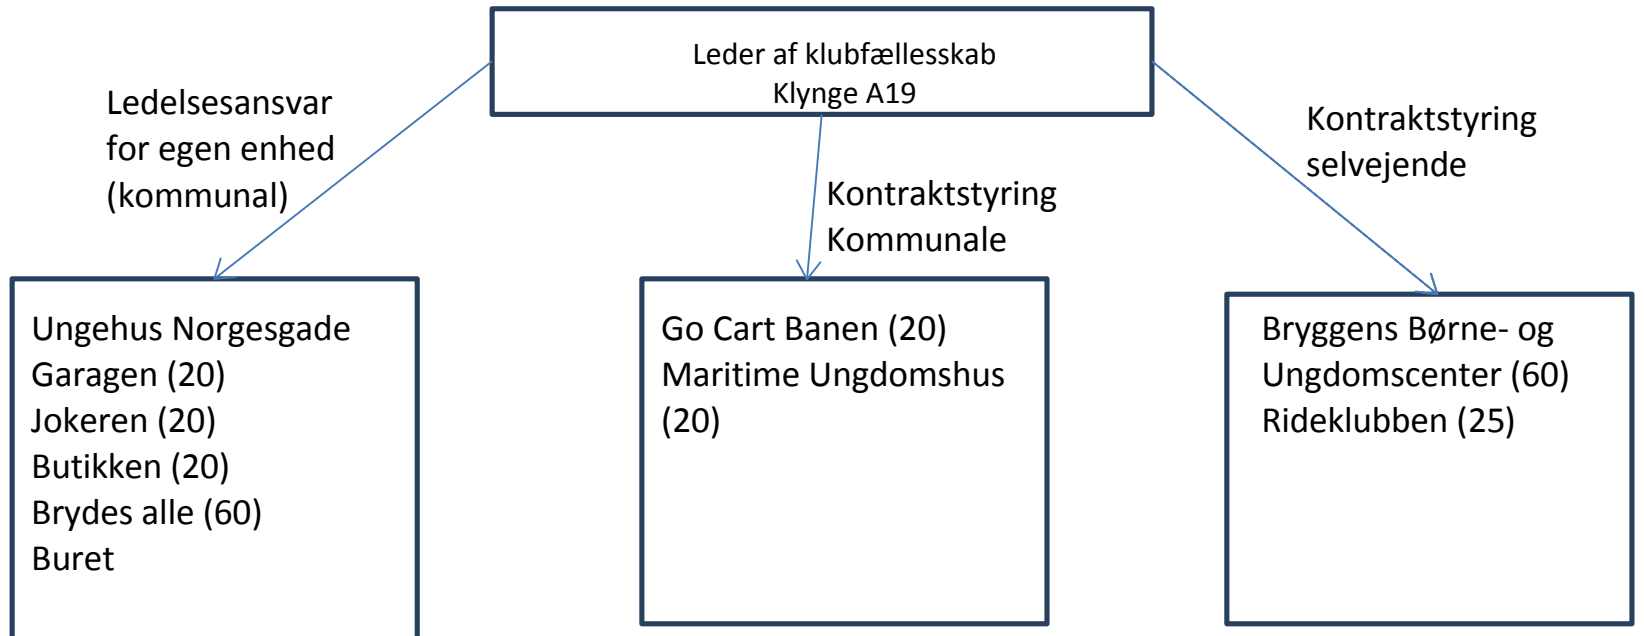 Leder af klubfællesskab
Klynge A19
Ledelsesansvar
for egen enhed
(kommunal)
Kontraktstyring
Kommunale
Kontraktstyring
selvejende
Ungehus Norgesgade
Garagen (20)
Jokeren (20)
Butikken (20)
Brydes alle (60)
Buret
Go Cart Banen (20)
Maritime Ungdomshus
(20)
Bryggens Børne- og
Ungdomscenter (60)
Rideklubben (25)